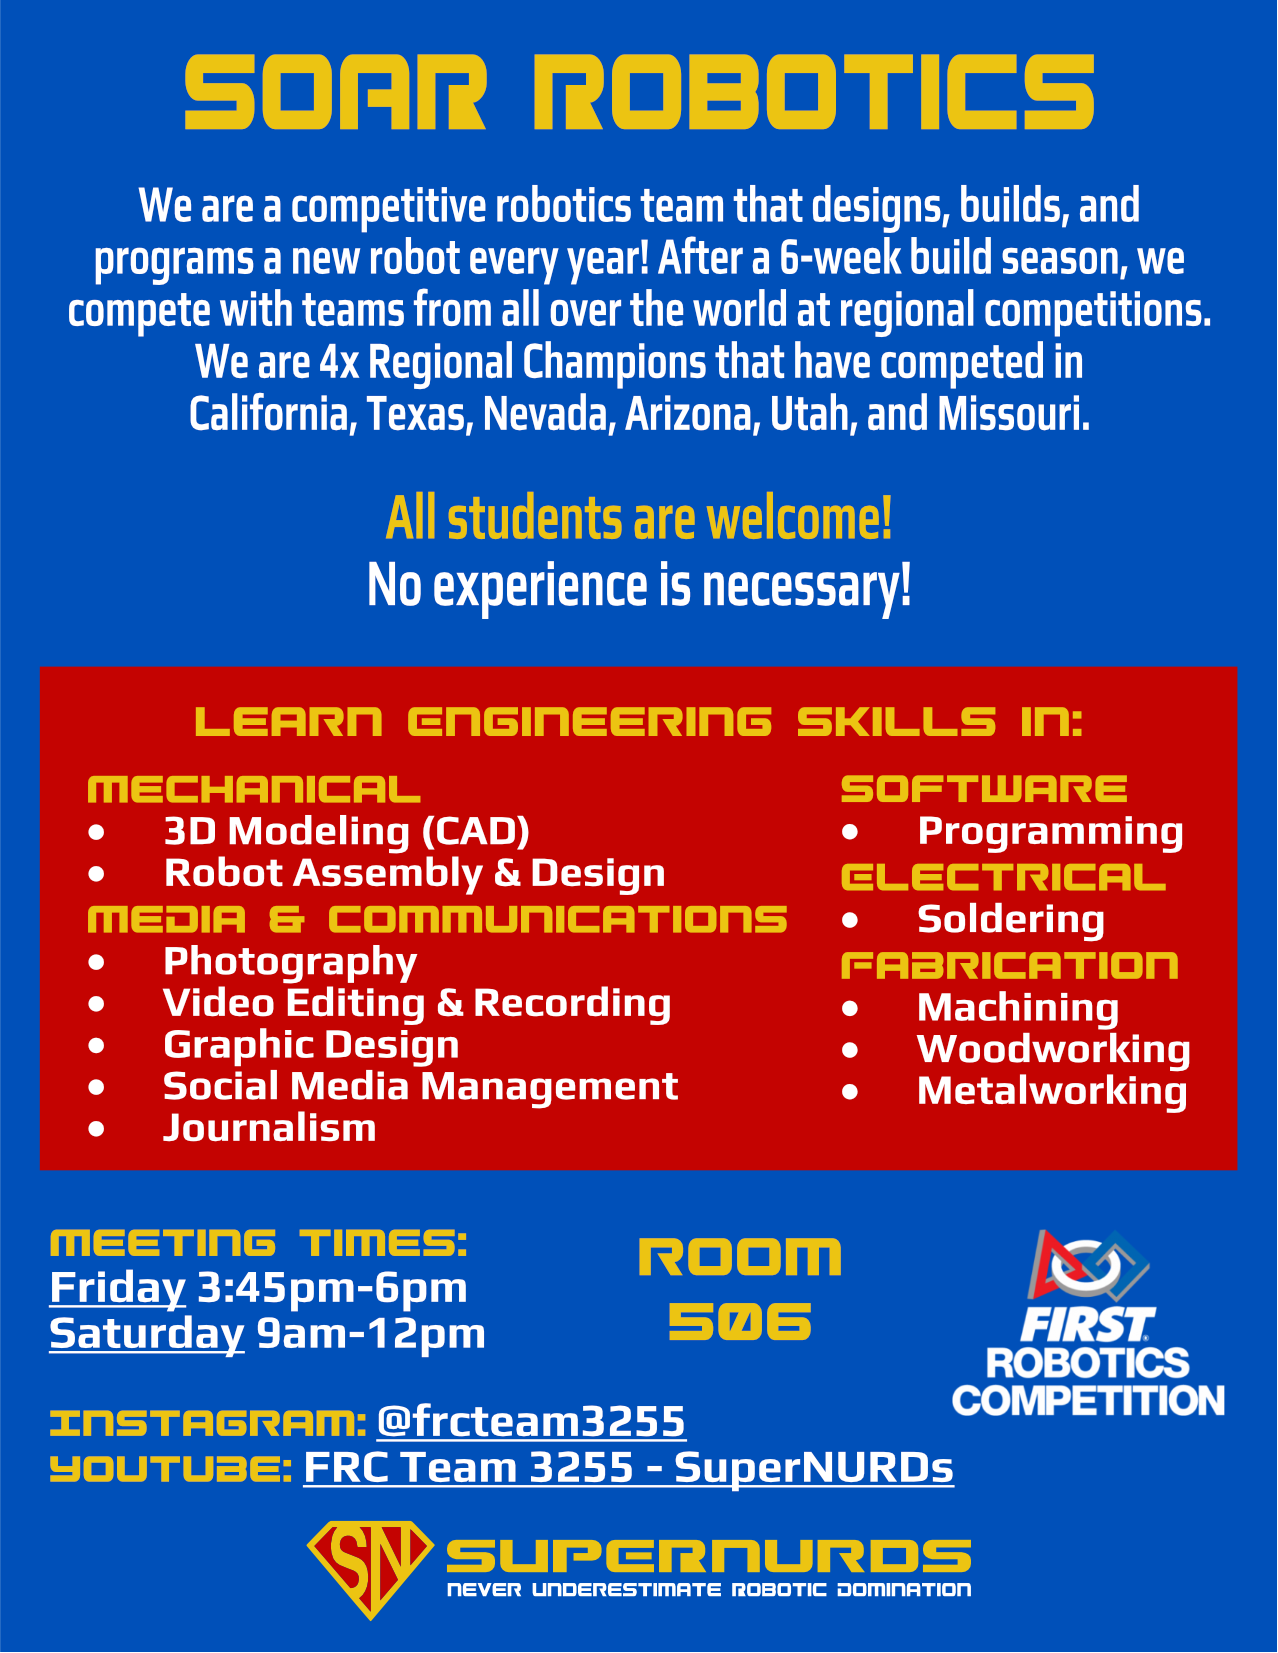 SOAR ROBOTICS
We are a competitive robotics team that designs, builds, and
programs a new robot every year! After a 6-week build season, we
compete with teams from all over the world at regional competitions.
We are 4x Regional Champions that have competed in
California, Texas, Nevada, Arizona, Utah, and Missouri.
All students are welcome!
No experience is necessary!
LEARN ENGINEERING SKILLS IN:
MECHANICAL
● 3D Modeling (CAD)
● Robot Assembly & Design
MEDIA & COMMUNICATIONS
● Photography
● Video Editing & Recording
● Graphic Design
● Social Media Management
● Journalism
SOFTWARE
● Programming
ELECTRICAL
● Soldering
FABRICATION
● Machining
● Woodworking
● Metalworking
MEETING TIMES:
Friday 3:45pm-6pm
Saturday 9am-12pm
ROOM
506
FIRST®
ROBOTICS
COMPETITION
INSTAGRAM: @frcteam3255
YOUTUBE: FRC Team 3255 - SuperNURDs
SN
SUPERNURDS
NEVER UNDERESTIMATE ROBOTIC DOMINATION